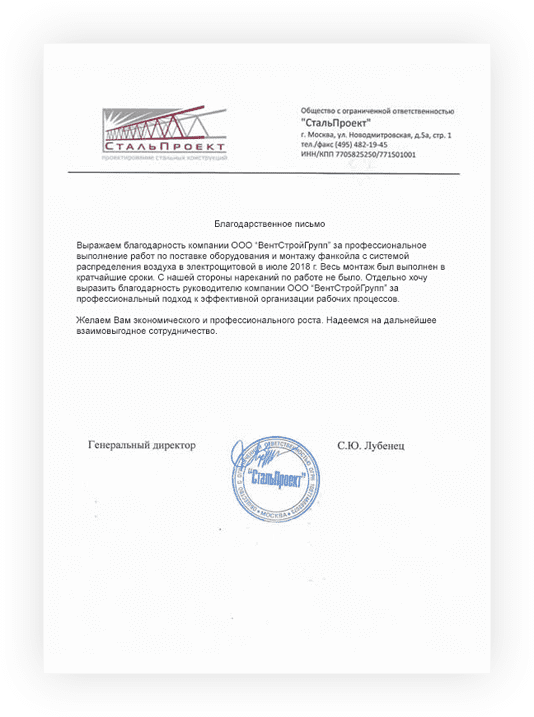 СтальПроект
проектирование стальных конструкций
Общество с ограниченной ответственностью
"СтальПроект"
г. Москва, ул. Новодмитровская, д.5а, стр. 1
тел./факс (495) 482-19-45
ИНН/КПП 7705825250/771501001
Благодарственное письмо
Выражаем благодарность компании ООО "ВентСтройГрупп" за профессиональное
выполнение работ по поставке оборудования и монтажу фанкойла с системой
распределения воздуха в электрощитовой в июле 2018 г. Весь монтаж был выполнен в
кратчайшие сроки. С нашей стороны нареканий по работе не было. Отдельно хочу
выразить благодарность руководителю компании ООО "ВентСтройГрупп" за
профессиональный подход к эффективной организации рабочих процессов.
Желаем Вам экономического и профессионального роста. Надеемся на дальнейшее
взаимовыгодное сотрудничество.
Генеральный директор
С.Ю. Лубенец
"СтальПроект"
МОСКВА